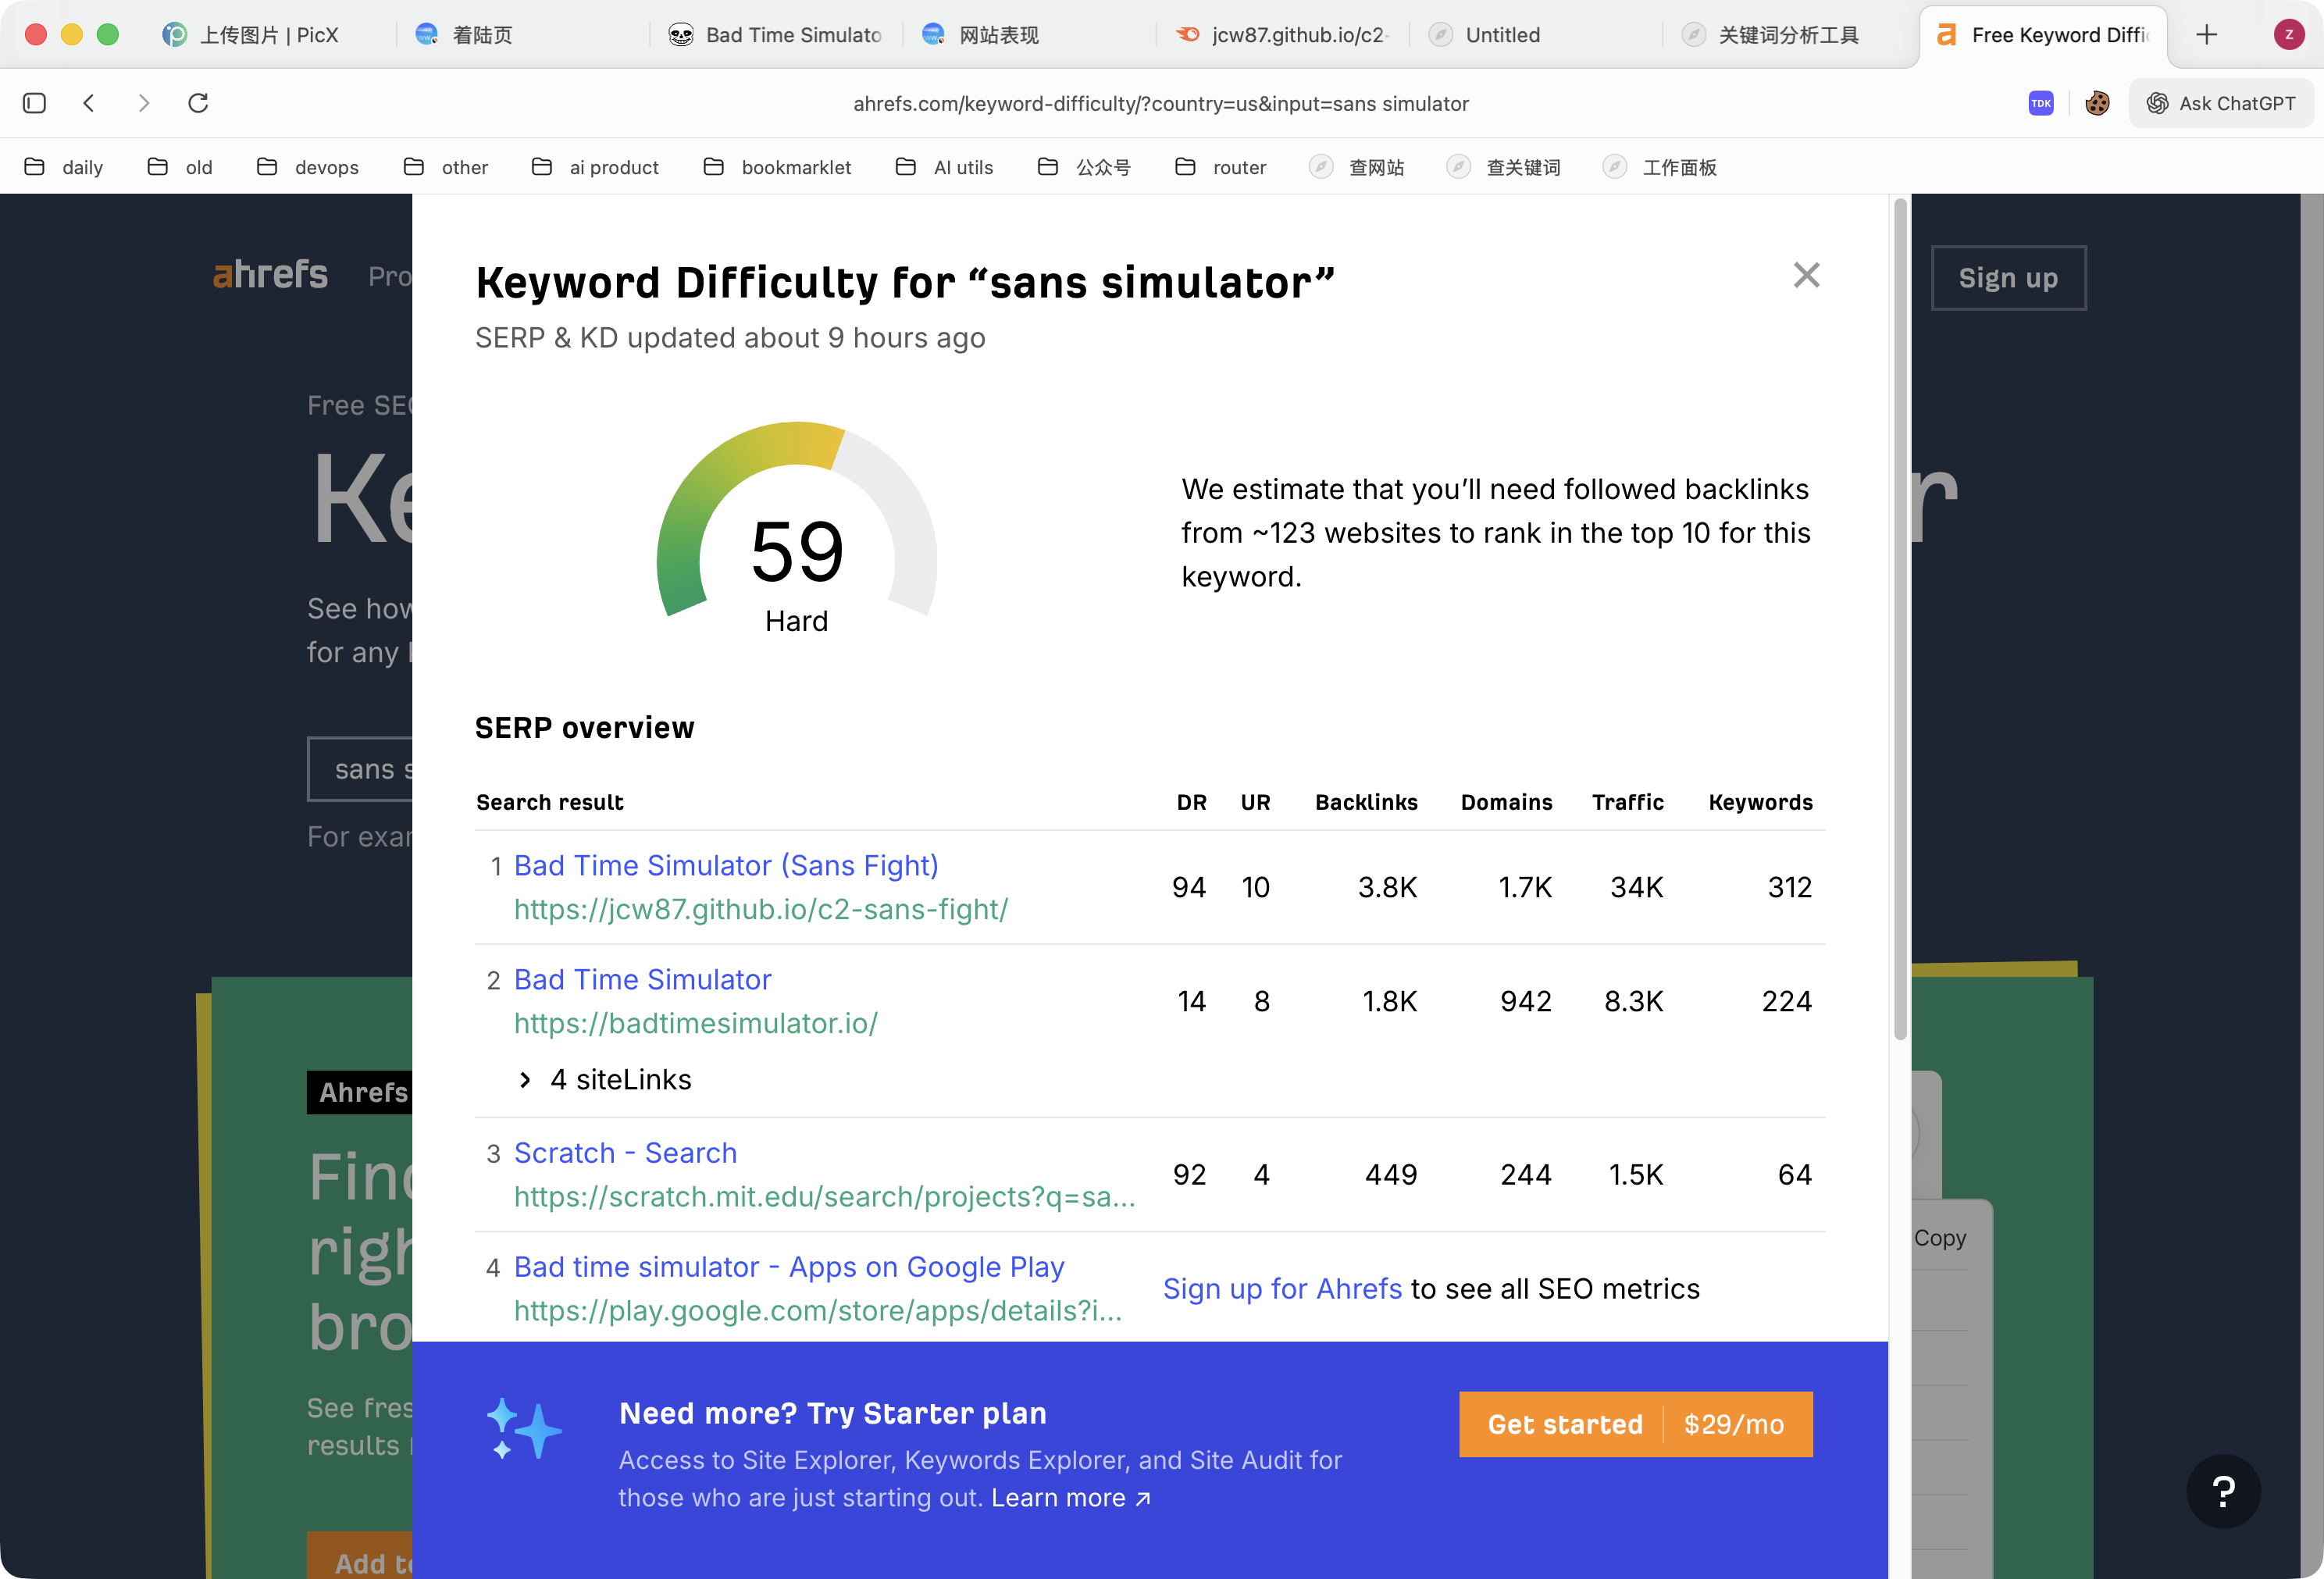 上传图片 | PicX
着陆页
Bad Time Simulato
网站表现
jcw87.github.io/c2-
Untitled
关键词分析工具
Free Keyword Diffi
Z
ahrefs.com/keyword-difficulty/?country=us&input=sans simulator
TDK
Ask ChatGPT
daily
old
devops
other
ai product
bookmarklet
AI utils
公众号
router
查网站
查关键词
工作面板
ahrefs
Pro
Sign up
Free SEO
Ke
r
See how
for any
sans s
For exam
Keyword Difficulty for “sans simulator”
SERP & KD updated about 9 hours ago
59
Hard
We estimate that you’ll need followed backlinks
from ~123 websites to rank in the top 10 for this
keyword.
SERP overview
Search result DR UR Backlinks Domains Traffic Keywords
1 Bad Time Simulator (Sans Fight)
https://jcw87.github.io/c2-sans-fight/
94 10 3.8K 1.7K 34K 312
2 Bad Time Simulator
https://badtimesimulator.io/
14 8 1.8K 942 8.3K 224
4 siteLinks
3 Scratch - Search
https://scratch.mit.edu/search/projects?q=sa...
92 4 449 244 1.5K 64
4 Bad time simulator - Apps on Google Play
https://play.google.com/store/apps/details?i...
Sign up for Ahrefs to see all SEO metrics
Ahrefs
Find
righ
bro
See fres
results
Add to
Copy
Need more? Try Starter plan
Access to Site Explorer, Keywords Explorer, and Site Audit for
those who are just starting out. Learn more ↗
Get started $29/mo
?